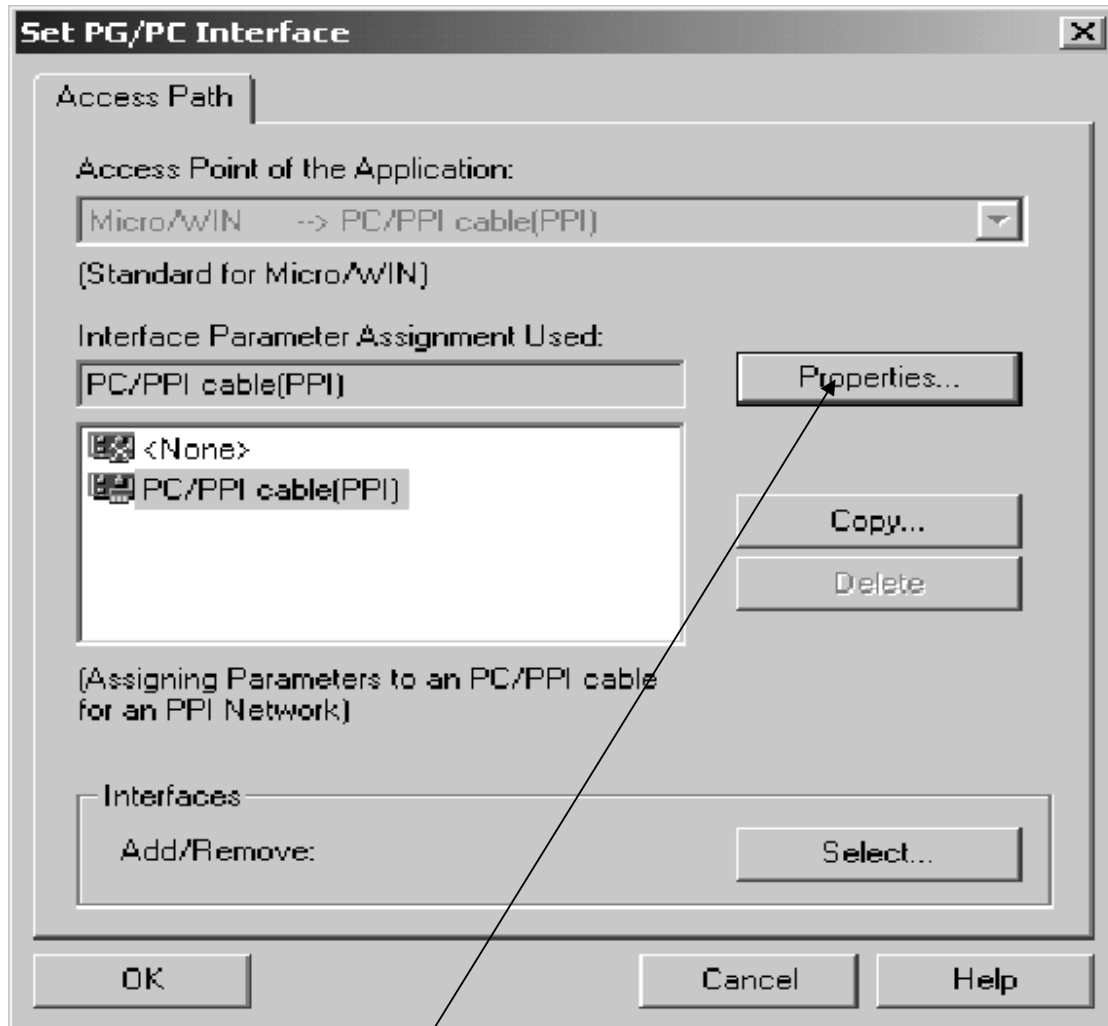 Set PG/PC Interface
Access Path
Access Point of the Application:
Micro/WIN --> PC/PPI cable(PPI)
(Standard for Micro/WIN)
Interface Parameter Assignment Used:
PC/PPI cable(PPI)
Properties...
<None>
PC/PPI cable(PPI)
Copy...
Delete
(Assigning Parameters to an PC/PPI cable
for an PPI Network)
Interfaces
Add/Remove:
Select...
OK
Cancel
Help